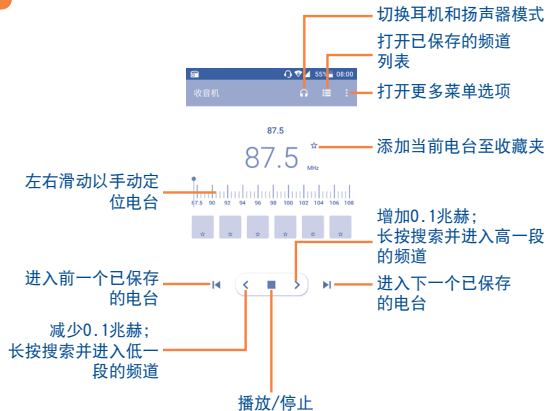 切换耳机和扬声器模式
打开已保存的频道
列表
55% 08:00
收音机
打开更多菜单选项
87.5
87.5
MHz
添加当前电台至收藏夹
左右滑动以手动定
位电台
87.5 90 92 94 96 98 100 102 104 106 108
增加0.1兆赫;
长按搜索并进入高一段
的频道
进入前一个已保存
的电台
进入下一个已保存
的电台
减少0.1兆赫;
长按搜索并进入低一
段的频道
播放/停止